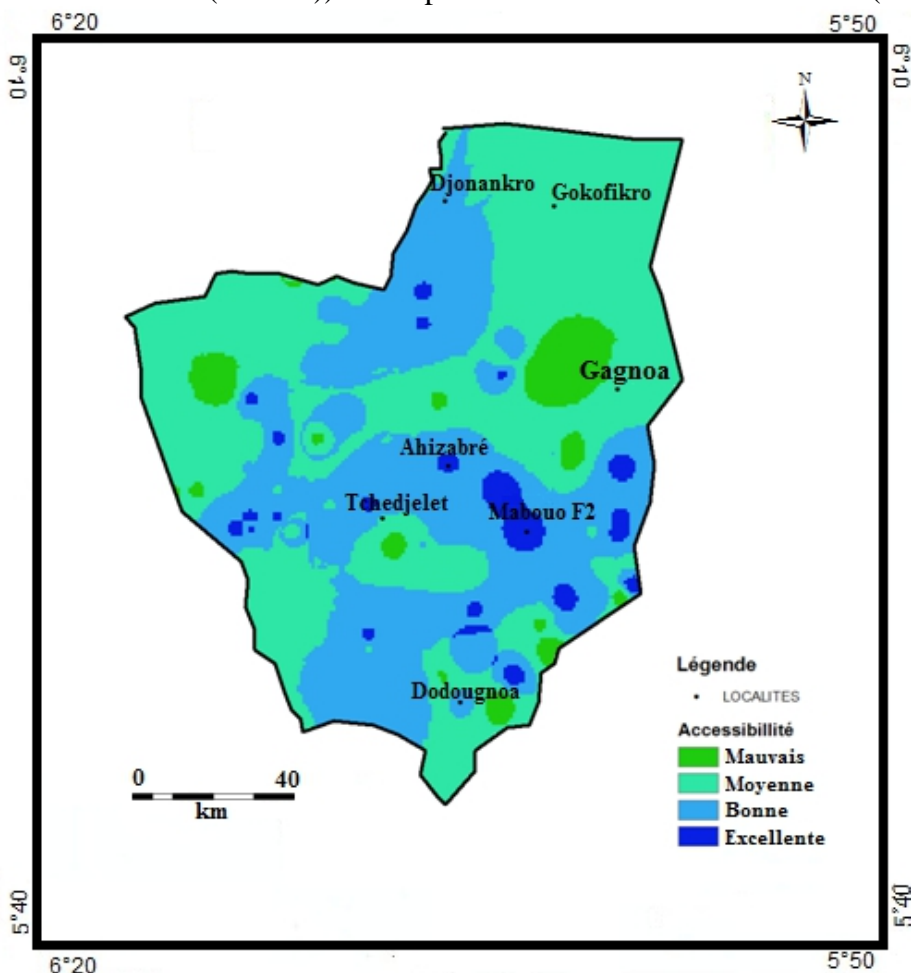 6°20 5°50
6°10 6°10
N
Djonankro
Gokofikro
Gagnoa
Ahizabré
Tchedjelet
Mabouo F2
Dodougnoa
Légende
LOCALITES
Accessibillité
Mauvais
Moyenne
Bonne
Excellente
0 40
km
5°40 5°40
6°20 5°50